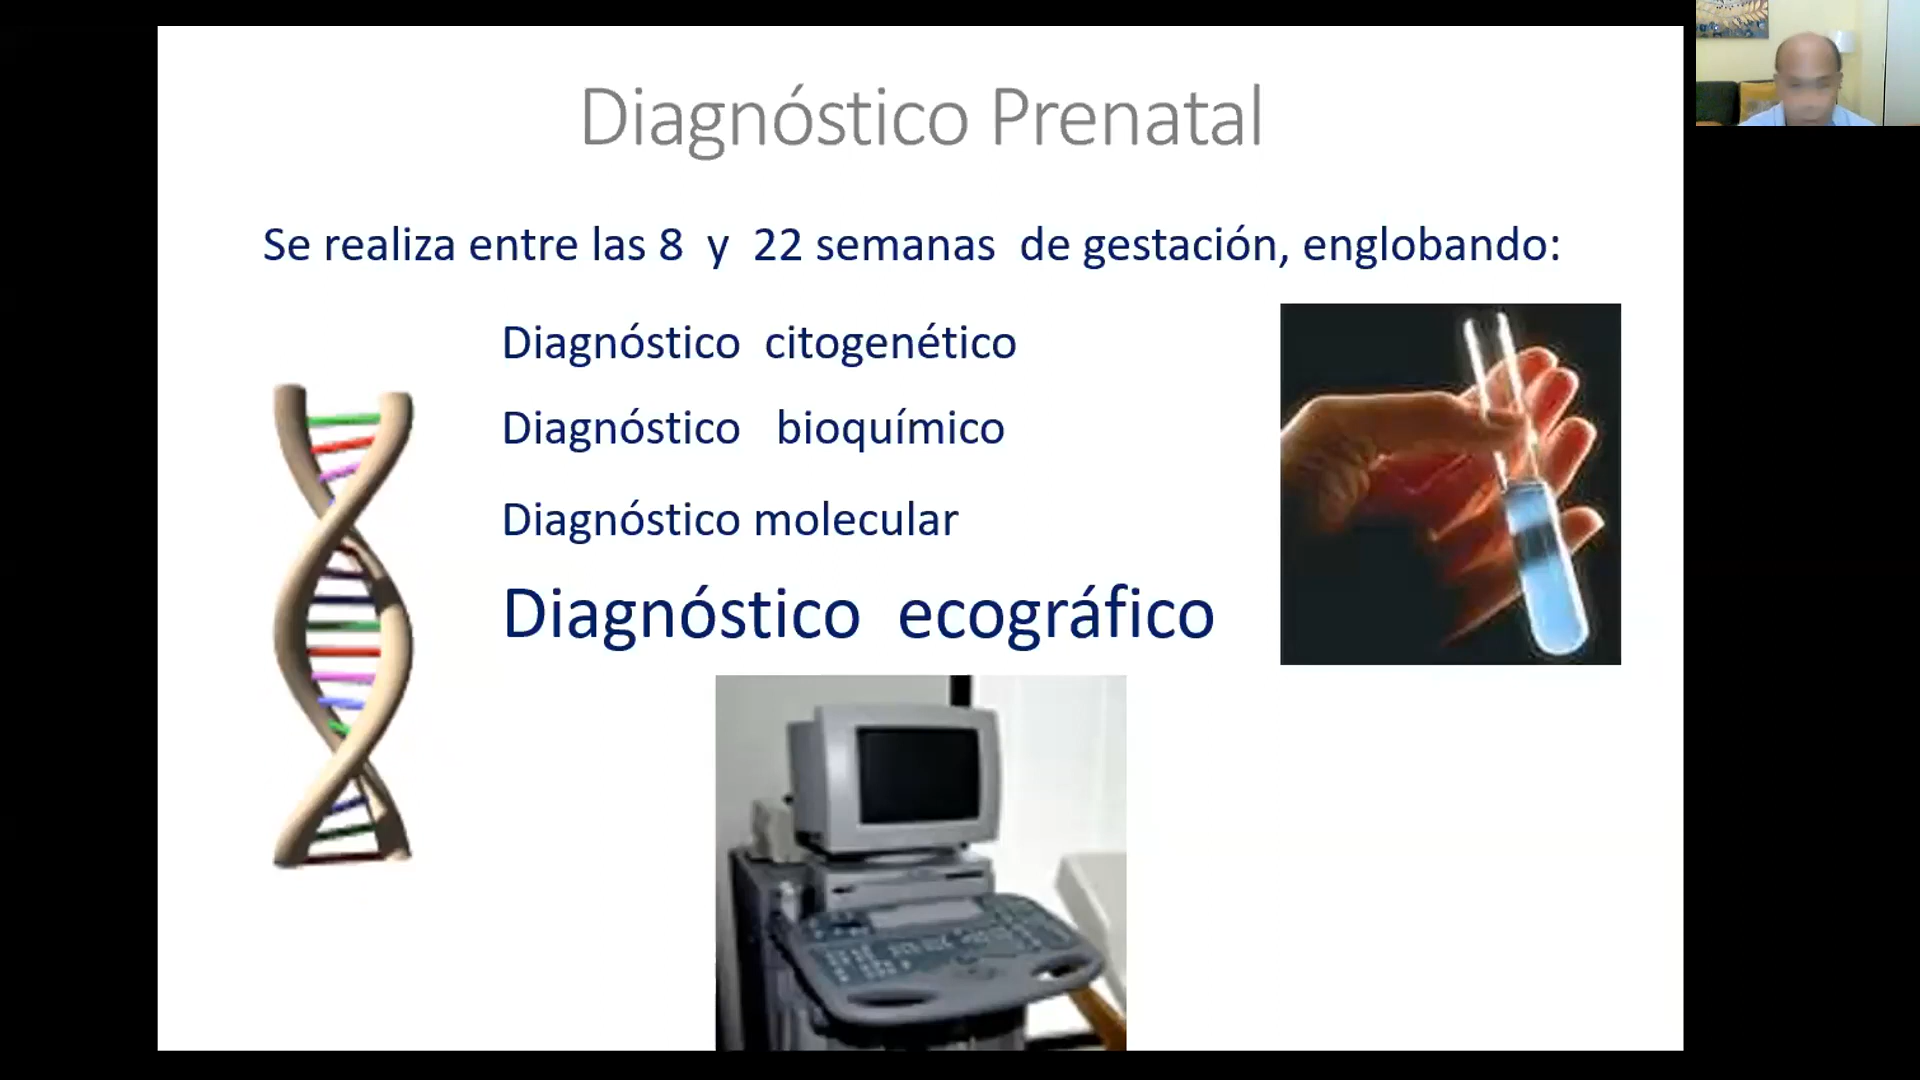 Diagnóstico Prenatal
Se realiza entre las 8 y 22 semanas de gestación, englobando:
Diagnóstico citogenético
Diagnóstico bioquímico
Diagnóstico molecular
Diagnóstico ecográfico